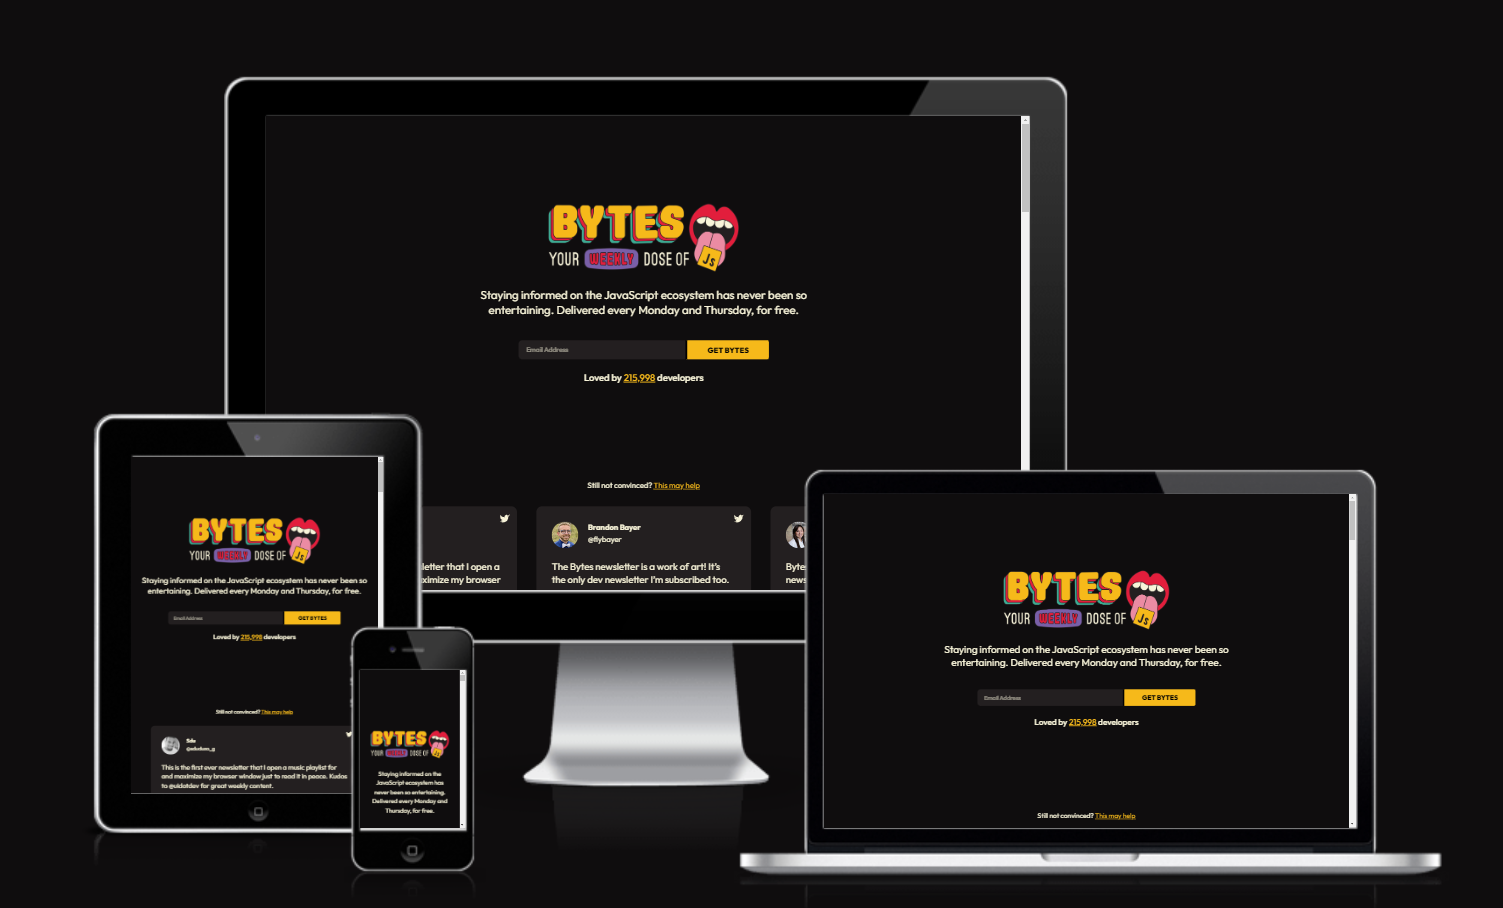 BYTES
YOUR WEEKLY DOSE OF JS
Staying informed on the JavaScript ecosystem has never been so
entertaining. Delivered every Monday and Thursday, for free.
Email Address
GET BYTES
Loved by 215,998 developers
Still not convinced? This may help
letter that I open a
ximize my browser
Brandon Bayer
@flybayer
The Bytes newsletter is a work of art! It's
the only dev newsletter I'm subscribed too.
Byte
news
BYTES
YOUR WEEKLY DOSE OF JS
Staying informed on the JavaScript ecosystem has never been so
entertaining. Delivered every Monday and Thursday, for free.
Email Address
GET BYTES
Loved by 215,998 developers
Still not convinced? This may help
This is the first ever newsletter that I open a music playlist for
and maximize my browser window just to read it in peace. Kudos
to @uidotdev for great weekly content.
BYTES
YOUR WEEKLY DOSE OF JS
Staying informed on the
JavaScript ecosystem has
never been so entertaining.
Delivered every Monday and
Thursday, for free.
BYTES
YOUR WEEKLY DOSE OF JS
Staying informed on the JavaScript ecosystem has never been so
entertaining. Delivered every Monday and Thursday, for free.
Email Address
GET BYTES
Loved by 215,998 developers
Still not convinced? This may help